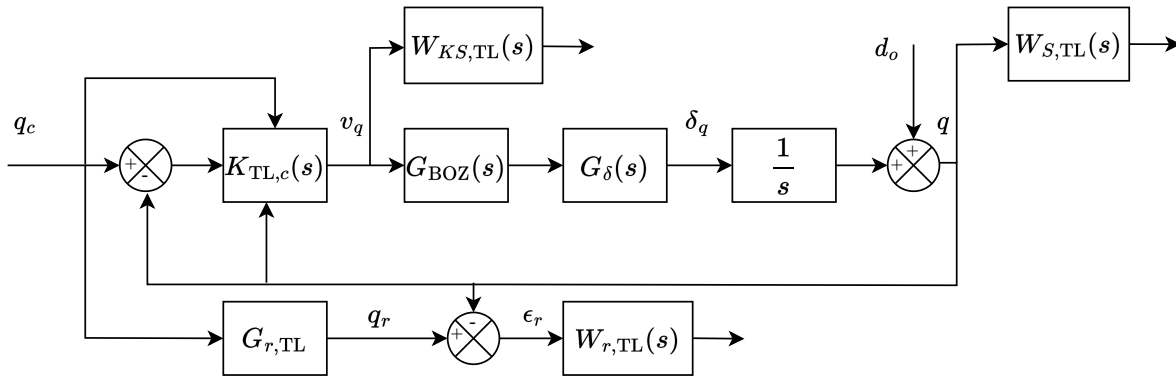 W_{KS,TL}(s)
d_o
W_{S,TL}(s)
q_c
v_q
δ_q
q
+
-
K_{TL,c}(s)
G_{BOZ}(s)
G_δ(s)
1/s
+
+
q_r
-
ϵ_r
G_{r,TL}
+
W_{r,TL}(s)